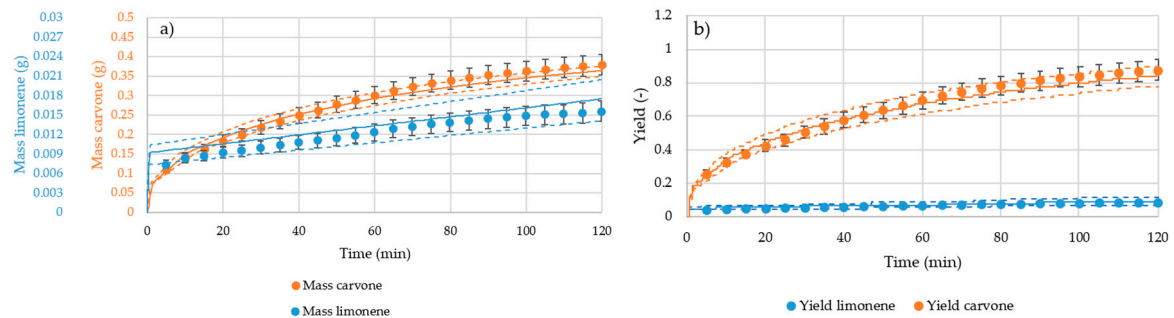 a)
Mass limonene (g)
0.03
0.027
0.024
0.021
0.018
0.015
0.012
0.009
0.006
0.003
0
Mass carvone (g)
0.5
0.45
0.4
0.35
0.3
0.25
0.2
0.15
0.1
0.05
0
0 20 40 60 80 100 120
Time (min)
Mass carvone
Mass limonene
b)
Yield (-)
1.2
1
0.8
0.6
0.4
0.2
0
0 20 40 60 80 100 120
Time (min)
Yield limonene Yield carvone